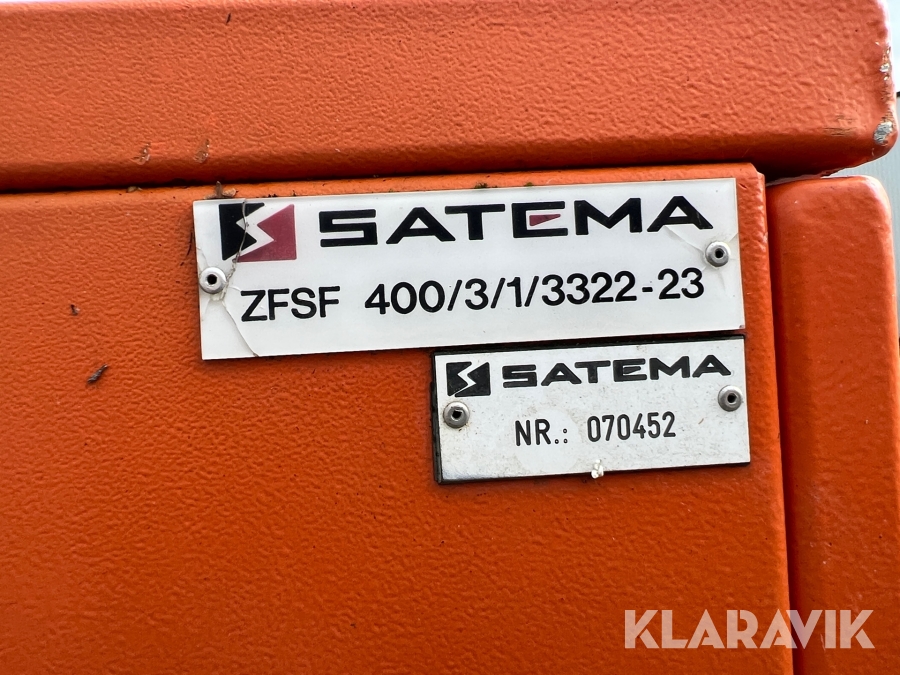 SATEMA
ZFSF 400/3/1/3322-23
SATEMA
NR.: 070452
KLARAVIK